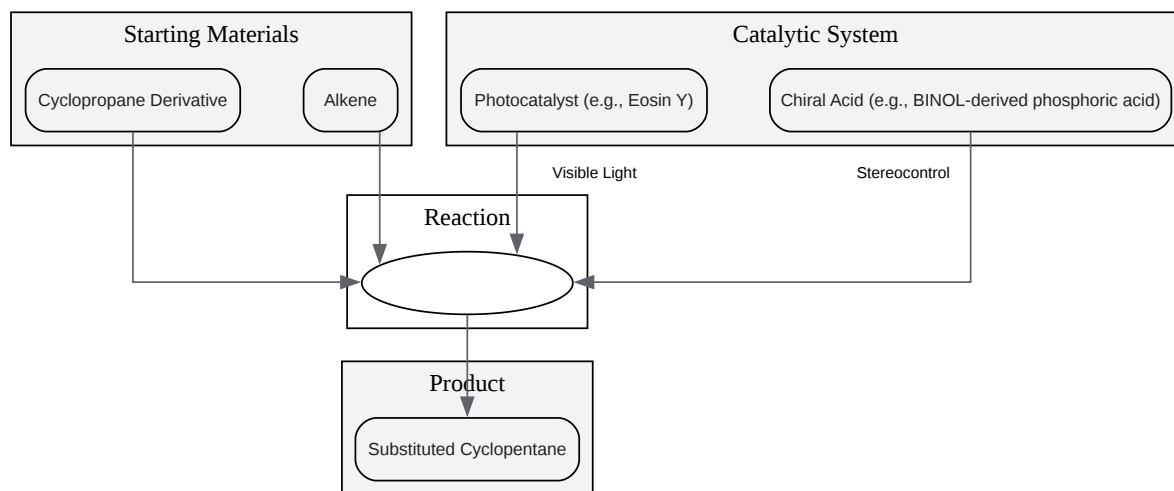 Starting Materials
Catalytic System
Cyclopropane Derivative
Alkene
Photocatalyst (e.g., Eosin Y)
Chiral Acid (e.g., BINOL-derived phosphoric acid)
Visible Light
Stereocontrol
Reaction
Product
Substituted Cyclopentane